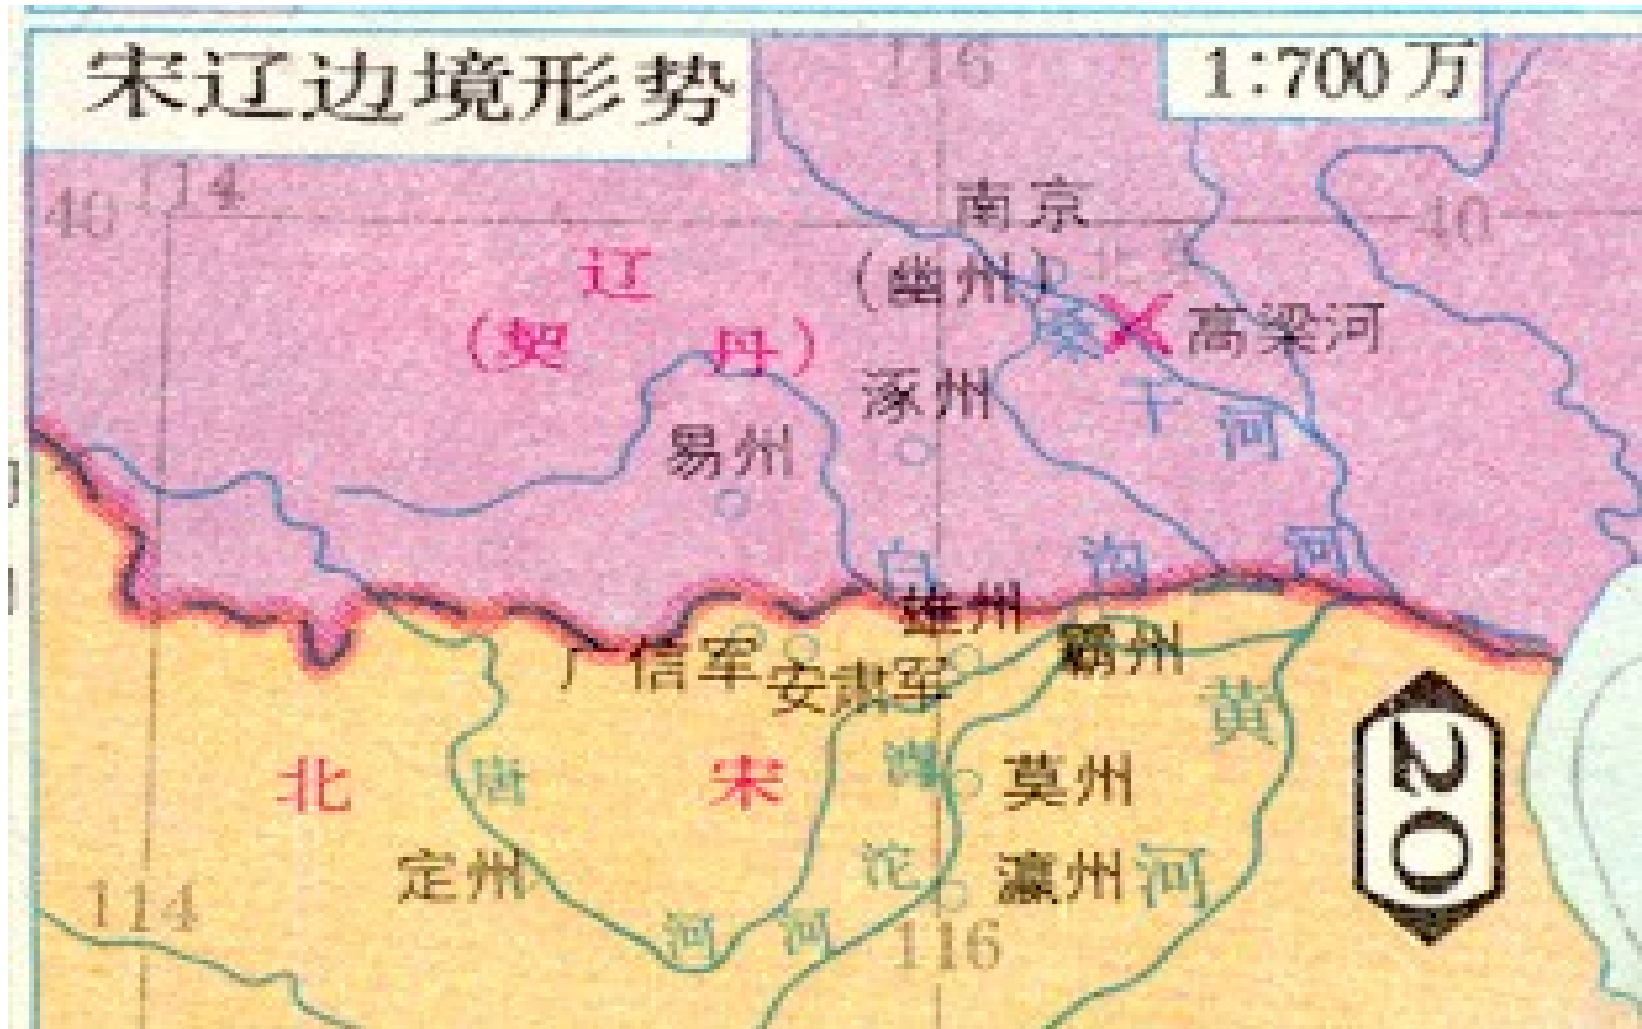 宋辽边境形势
1:700万
116
114
40
40
南京
(幽州)
辽
(契丹)
高梁河
桑干河
涿州
易州
白沟河
雄州
霸州
广信军
安肃军
北宋
黄河
唐河
滹沱河
莫州
定州
瀛州
114
116
20